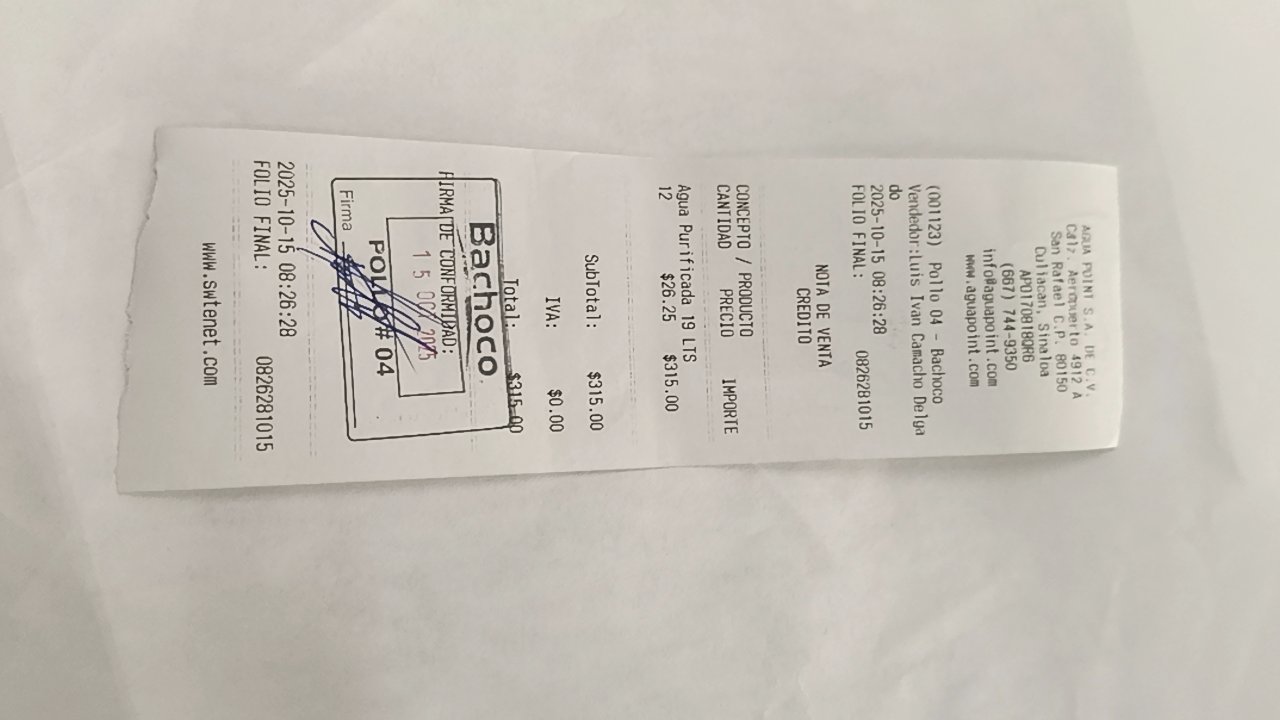 AGUA POINT S.A. DE C.V.
Calz. Aeropuerto 4912 A
San Rafael C.P. 80150
Culiacan, Sinaloa
APO170818QR6
(667) 744-9350
info@aguapoint.com
www.aguapoint.com
(001123) Pollo 04 - Bachoco
Vendedor:Luis Ivan Camacho Delga
do
2025-10-15 08:26:28
FOLIO FINAL: 0826281015
NOTA DE VENTA
CREDITO
CONCEPTO / PRODUCTO
CANTIDAD PRECIO IMPORTE
Agua Purificada 19 LTS
12 $26.25 $315.00
SubTotal: $315.00
IVA: $0.00
Total: $315.00
Bachoco
FIRMA DE CONFORMIDAD:
15 OCT 2025
Pollo # 04
Firma
2025-10-15 08:26:28
FOLIO FINAL: 0826281015
www.swtenet.com